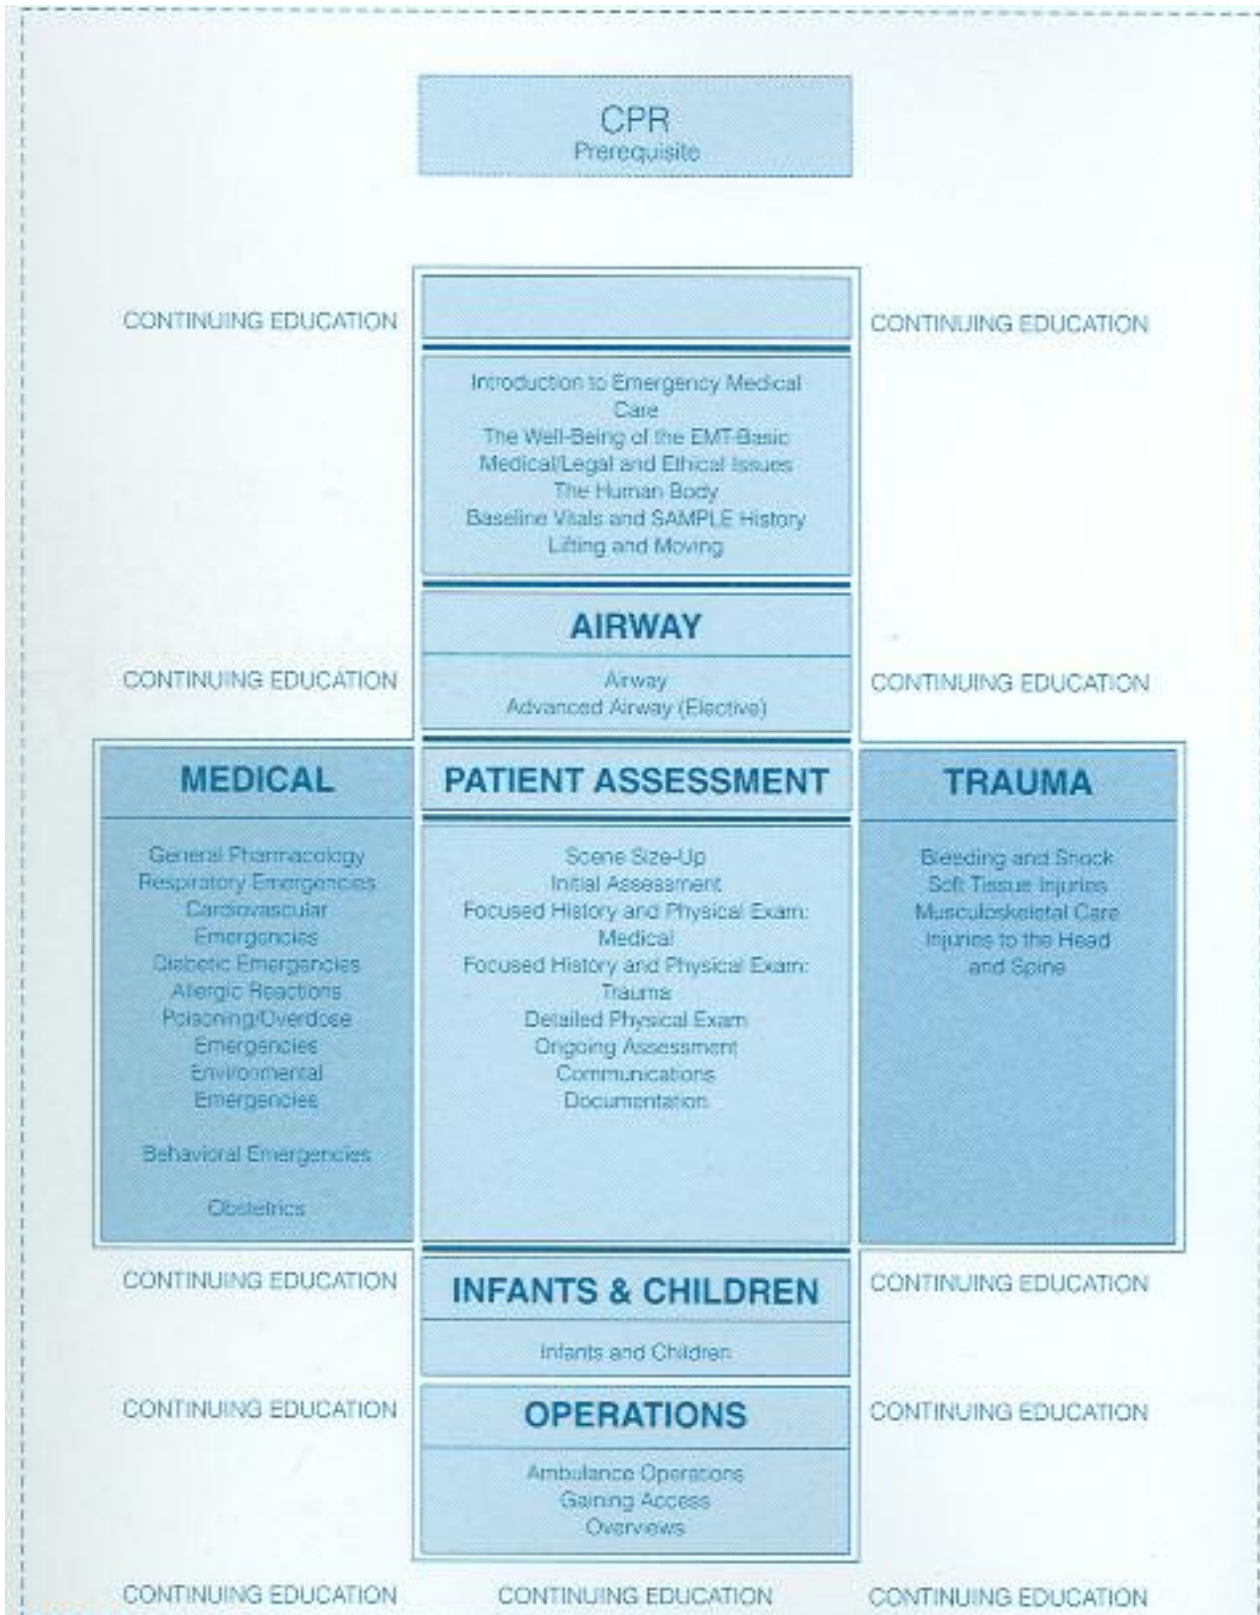 CPR
Prerequisite
CONTINUING EDUCATION
CONTINUING EDUCATION
Introduction to Emergency Medical
Care
The Well-Being of the EMT-Basic
Medical/Legal and Ethical Issues
The Human Body
Baseline Vitals and SAMPLE History
Lifting and Moving
AIRWAY
CONTINUING EDUCATION
Airway
Advanced Airway (Elective)
CONTINUING EDUCATION
MEDICAL
General Pharmacology
Respiratory Emergencies
Cardiovascular
Emergencies
Diabetic Emergencies
Allergic Reactions
Poisoning/Overdose
Emergencies
Environmental
Emergencies
Behavioral Emergencies
Obstetrics
PATIENT ASSESSMENT
Scene Size-Up
Initial Assessment
Focused History and Physical Exam:
Medical
Focused History and Physical Exam:
Trauma
Detailed Physical Exam
Ongoing Assessment
Communications
Documentation
TRAUMA
Bleeding and Shock
Soft Tissue Injuries
Musculoskeletal Care
Injuries to the Head
and Spine
CONTINUING EDUCATION
INFANTS & CHILDREN
Infants and Children
CONTINUING EDUCATION
CONTINUING EDUCATION
OPERATIONS
Ambulance Operations
Gaining Access
Overviews
CONTINUING EDUCATION
CONTINUING EDUCATION
CONTINUING EDUCATION
CONTINUING EDUCATION